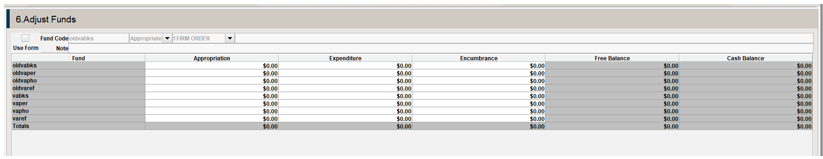 6.Adjust Funds
Fund Code oldvabks Appropriate FIRM ORDER
Use Form Note
Fund Appropriation Expenditure Encumbrance Free Balance Cash Balance
oldvabks $0.00 $0.00 $0.00 $0.00 $0.00
oldvaper $0.00 $0.00 $0.00 $0.00 $0.00
oldvapho $0.00 $0.00 $0.00 $0.00 $0.00
oldvaref $0.00 $0.00 $0.00 $0.00 $0.00
vabks $0.00 $0.00 $0.00 $0.00 $0.00
vaper $0.00 $0.00 $0.00 $0.00 $0.00
vapho $0.00 $0.00 $0.00 $0.00 $0.00
varef $0.00 $0.00 $0.00 $0.00 $0.00
Totals $0.00 $0.00 $0.00 $0.00 $0.00